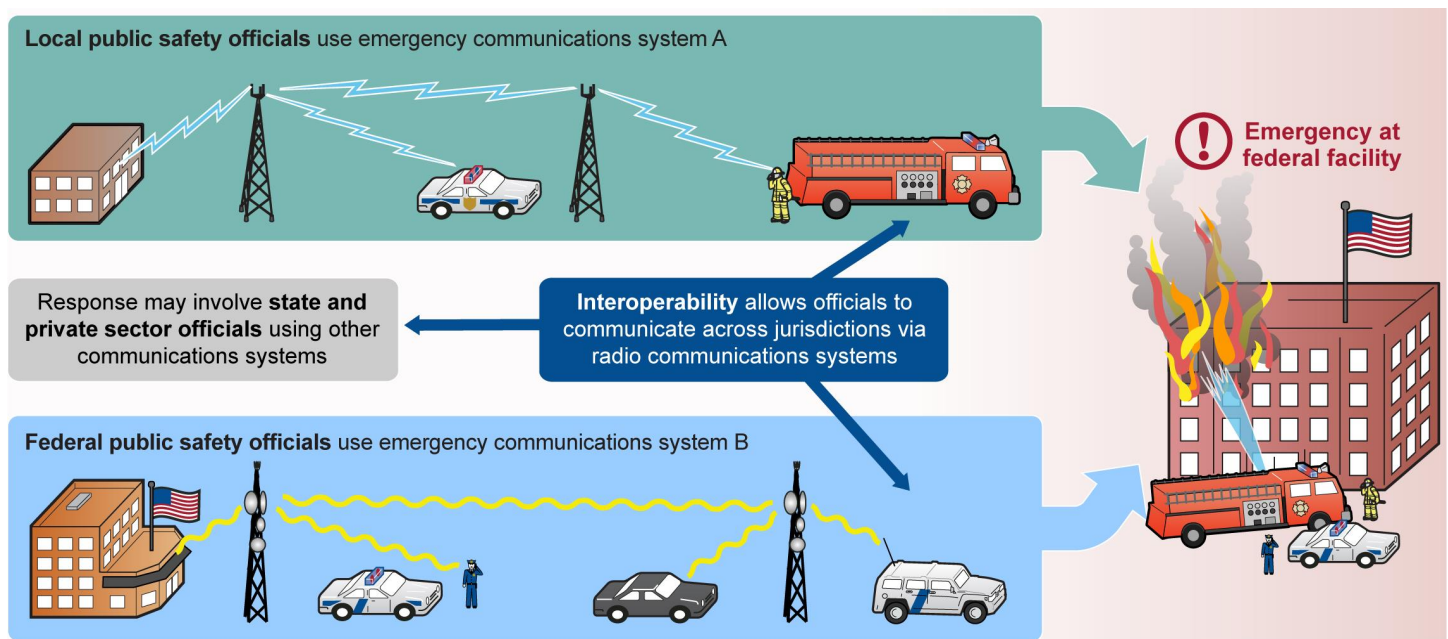 Local public safety officials use emergency communications system A
Emergency at
federal facility
Response may involve state and
private sector officials using other
communications systems
Interoperability allows officials to
communicate across jurisdictions via
radio communications systems
Federal public safety officials use emergency communications system B